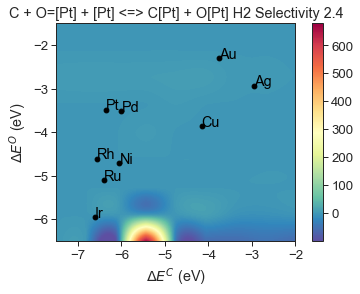 C + O=[Pt] + [Pt] <=> C[Pt] + O[Pt] H2 Selectivity 2.4
Au
Ag
Pt
Pd
Cu
Rh
Ni
Ru
Ir
−2
−3
−4
−5
−6
ΔE^O (eV)
−7
−6
−5
−4
−3
−2
ΔE^C (eV)
600
500
400
300
200
100
0